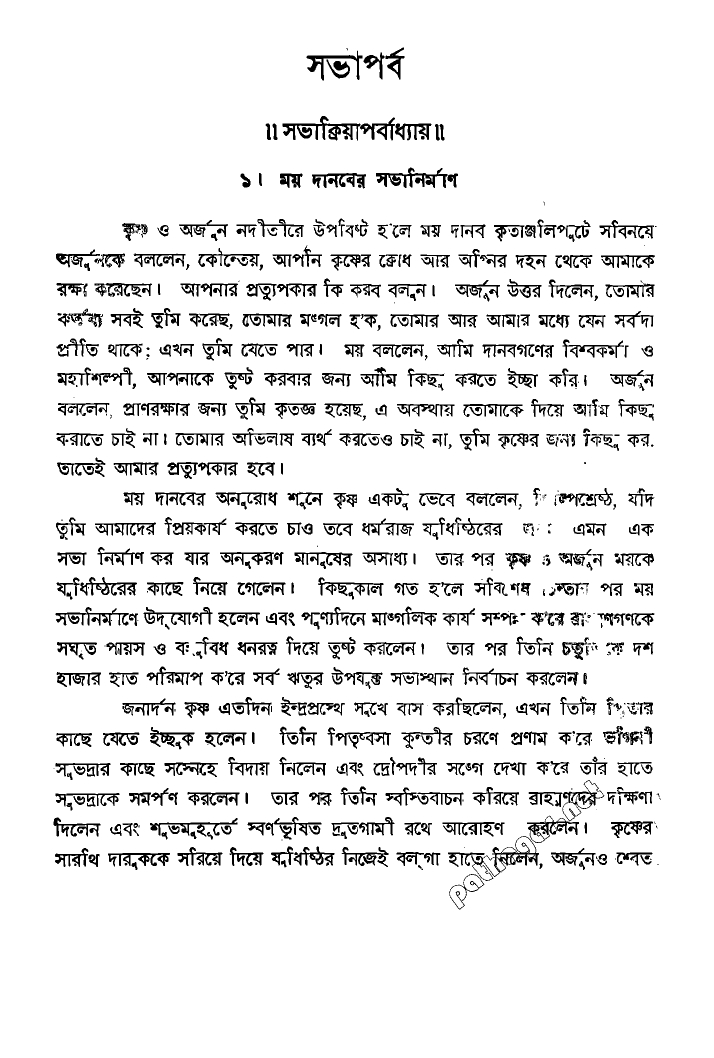 সভাপর্ব
॥ সভাক্রিয়াপর্বাধ্যায় ॥
১। ময় দানবের সভানির্মাণ
কৃষ্ণ ও অর্জুন নদীতীরে উপবিষ্ট হ'লে ময় দানব কৃতাঞ্জলিপুটে সবিনয়ে
অর্জুনকে বললেন, কৌন্তেয়, আপনি কৃষ্ণের ক্রোধ আর অগ্নির দহন থেকে আমাকে
রক্ষা করেছেন। আপনার প্রত্যুপকার কি করব বলুন। অর্জুন উত্তর দিলেন, তোমার
কর্তব্য সবই তুমি করেছ, তোমার মঙ্গল হ'ক, তোমার আর আমার মধ্যে যেন সর্বদা
প্রীতি থাকে; এখন তুমি যেতে পার। ময় বললেন, আমি দানবগণের বিশ্বকর্মা ও
মহাশিল্পী, আপনাকে তুষ্ট করবার জন্য আমি কিছু করতে ইচ্ছা করি। অর্জুন
বললেন, প্রাণরক্ষার জন্য তুমি কৃতজ্ঞ হয়েছ, এ অবস্থায় তোমাকে দিয়ে আমি কিছু
করাতে চাই না। তোমার অভিলাষ ব্যর্থ করতেও চাই না, তুমি কৃষ্ণের জন্য কিছু কর.
তাতেই আমার প্রত্যুপকার হবে।
ময় দানবের অনুরোধ শুনে কৃষ্ণ একটু ভেবে বললেন, শিল্পিশ্রেষ্ঠ, যদি
তুমি আমাদের প্রিয়কার্য করতে চাও তবে ধর্মরাজ যুধিষ্ঠিরের এমন এক
সভা নির্মাণ কর যার অনুকরণ মানুষের অসাধ্য। তার পর কৃষ্ণ ও অর্জুন ময়কে
যুধিষ্ঠিরের কাছে নিয়ে গেলেন। কিছুকাল গত হ'লে সবিশেষ চিন্তার পর ময়
সভানির্মাণে উদ্‌যোগী হলেন এবং পুণ্যদিনে মাঙ্গলিক কার্য সম্পন্ন ক'রে ব্রাহ্মণগণকে
সঘৃত পায়স ও বহুবিধ ধনরত্ন দিয়ে তুষ্ট করলেন। তার পর তিনি চতুর্দিকে দশ
হাজার হাত পরিমাপ ক'রে সর্ব ঋতুর উপযুক্ত সভাস্থান নির্বাচন করলেন।
জনার্দন কৃষ্ণ এতদিন ইন্দ্রপ্রস্থে সুখে বাস করছিলেন, এখন তিনি পিতার
কাছে যেতে ইচ্ছুক হলেন। তিনি পিতৃষ্বসা কুন্তীর চরণে প্রণাম ক'রে ভগিনী
সুভদ্রার কাছে সস্নেহে বিদায় নিলেন এবং দ্রৌপদীর সঙ্গে দেখা ক'রে তাঁর হাতে
সুভদ্রাকে সমর্পণ করলেন। তার পর তিনি স্বস্তিবাচন করিয়ে ব্রাহ্মণদের দক্ষিণা
দিলেন এবং শুভমুহূর্তে স্বর্ণভূষিত দ্রুতগামী রথে আরোহণ করলেন। কৃষ্ণের
সারথি দারুককে সরিয়ে দিয়ে যুধিষ্ঠির নিজেই বল্‌গা হাতে নিলেন, অর্জুনও শ্বেত
pathagar.net